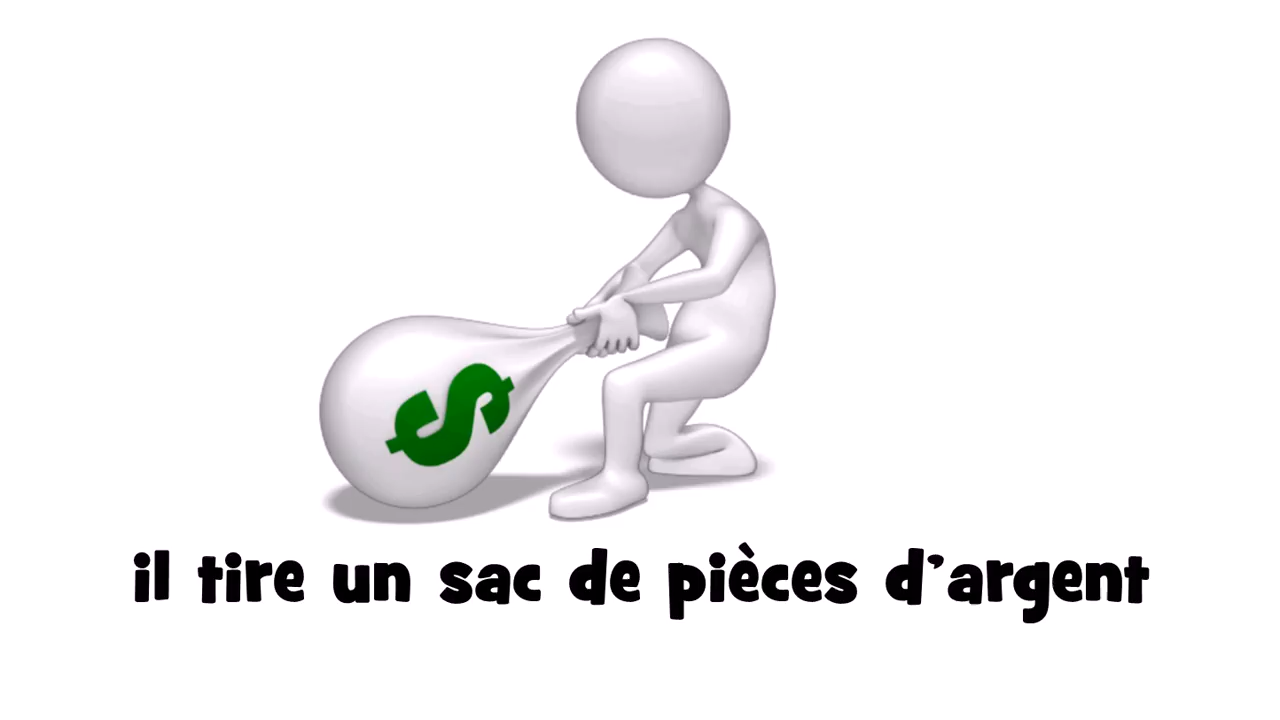 $
il tire un sac de pièces d'argent